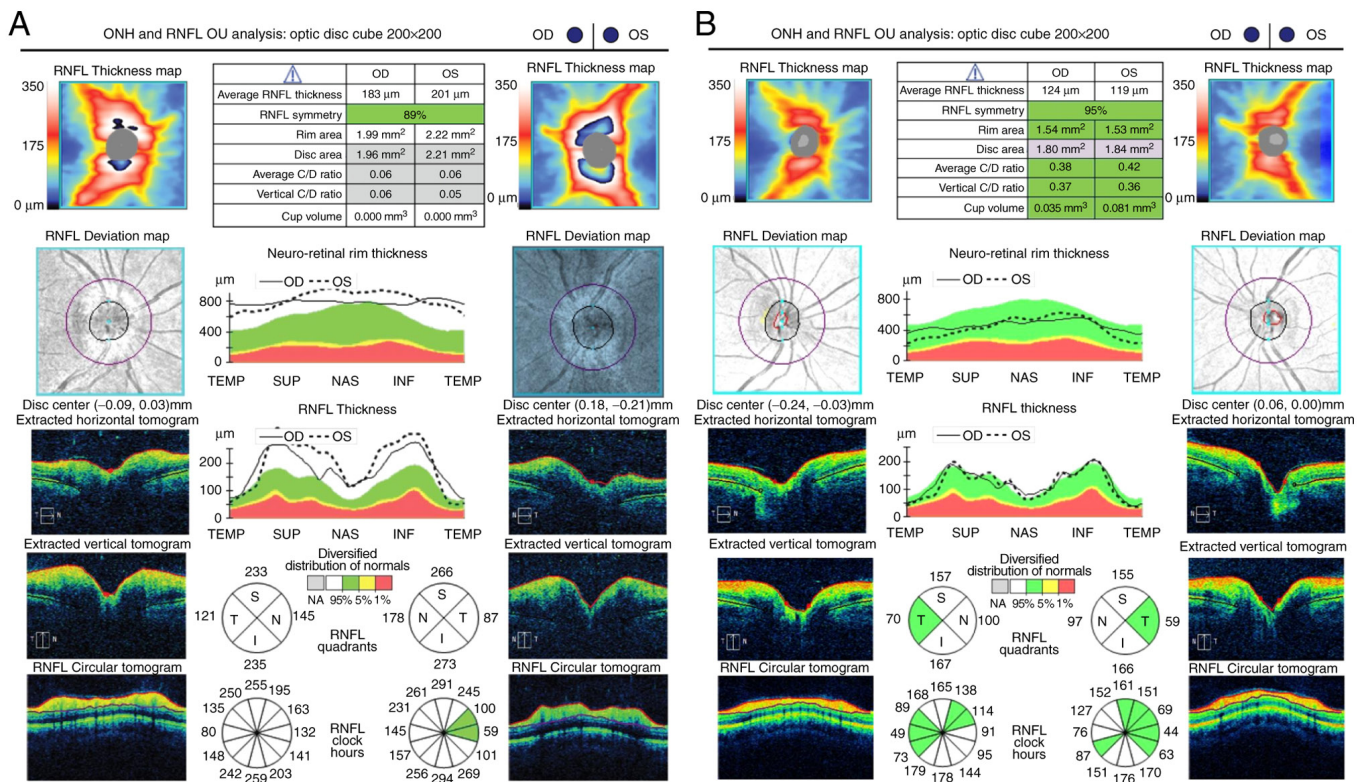 A
ONH and RNFL OU analysis: optic disc cube 200×200 OD OS
RNFL Thickness map
350
175
0 μm
OD OS
Average RNFL thickness 183 μm 201 μm
RNFL symmetry 89%
Rim area 1.99 mm² 2.22 mm²
Disc area 1.96 mm² 2.21 mm²
Average C/D ratio 0.06 0.06
Vertical C/D ratio 0.06 0.05
Cup volume 0.000 mm³ 0.000 mm³
RNFL Thickness map
350
175
0 μm
RNFL Deviation map
Neuro-retinal rim thickness
RNFL Deviation map
μm
OD OS
800
400
0
TEMP SUP NAS INF TEMP
Disc center (−0.09, 0.03)mm
Extracted horizontal tomogram
RNFL Thickness
Disc center (0.18, −0.21)mm
Extracted horizontal tomogram
μm
OD OS
200
100
0
TEMP SUP NAS INF TEMP
T N
Extracted vertical tomogram
Diversified
distribution of normals
NA 95% 5% 1%
Extracted vertical tomogram
233
S
121 T N 145
I
235
RNFL
quadrants
266
S
178 N T 87
I
273
T N
RNFL Circular tomogram
RNFL Circular tomogram
255 195
250 163
135 132
80 141
148 203
242 259
RNFL
clock
hours
291 245
261 100
231 59
145 101
157 269
256 294
B
ONH and RNFL OU analysis: optic disc cube 200×200 OD OS
RNFL Thickness map
350
175
0 μm
OD OS
Average RNFL thickness 124 μm 119 μm
RNFL symmetry 95%
Rim area 1.54 mm² 1.53 mm²
Disc area 1.80 mm² 1.84 mm²
Average C/D ratio 0.38 0.42
Vertical C/D ratio 0.37 0.36
Cup volume 0.035 mm³ 0.081 mm³
RNFL Thickness map
350
175
0 μm
RNFL Deviation map
Neuro-retinal rim thickness
RNFL Deviation map
μm
OD OS
800
400
0
TEMP SUP NAS INF TEMP
Disc center (−0.24, −0.03)mm
Extracted horizontal tomogram
RNFL thickness
Disc center (0.06, 0.00)mm
Extracted horizontal tomogram
μm
OD OS
200
100
0
TEMP SUP NAS INF TEMP
T N
Extracted vertical tomogram
Diversified
distribution of normals
NA 95% 5% 1%
Extracted vertical tomogram
157
S
70 T N 100
I
167
RNFL
quadrants
155
S
97 N T 59
I
166
T N
RNFL Circular tomogram
RNFL Circular tomogram
165 138
168 114
89 91
49 95
73 144
179 178
RNFL
clock
hours
161 151
152 69
127 44
76 63
87 170
151 176